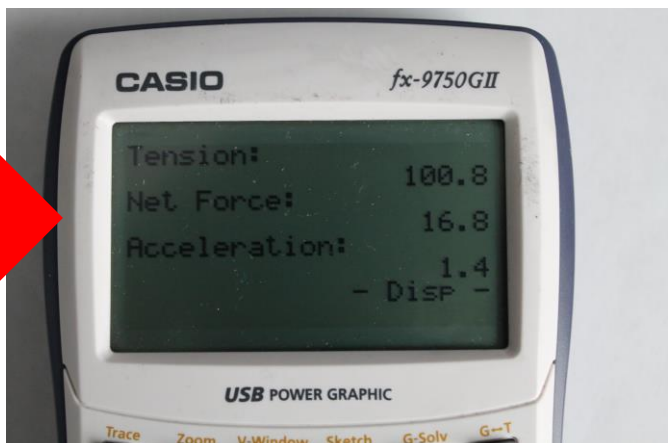 CASIO fx-9750GII
Tension:
100.8
Net Force:
16.8
Acceleration:
1.4
- Disp -
USB POWER GRAPHIC
Trace Zoom V-Window Sketch G-Solv G↔T